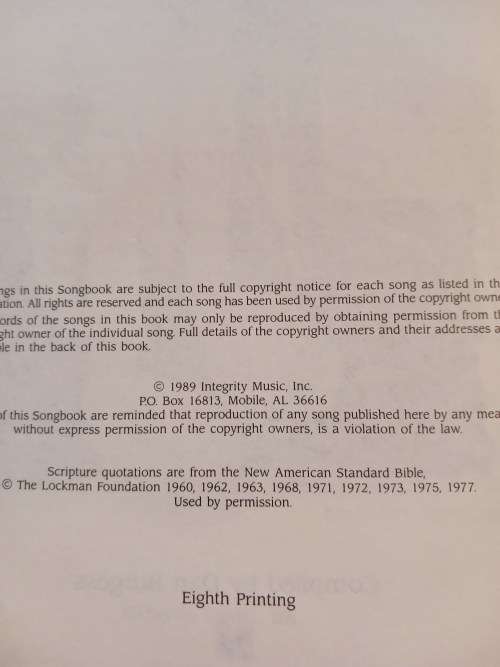 ngs in this Songbook are subject to the full copyright notice for each song as listed in th
ation. All rights are reserved and each song has been used by permission of the copyright owne
ords of the songs in this book may only be reproduced by obtaining permission from th
ght owner of the individual song. Full details of the copyright owners and their addresses a
le in the back of this book.
© 1989 Integrity Music, Inc.
P.O. Box 16813, Mobile, AL 36616
of this Songbook are reminded that reproduction of any song published here by any mea
without express permission of the copyright owners, is a violation of the law.
Scripture quotations are from the New American Standard Bible,
© The Lockman Foundation 1960, 1962, 1963, 1968, 1971, 1972, 1973, 1975, 1977.
Used by permission.
Eighth Printing